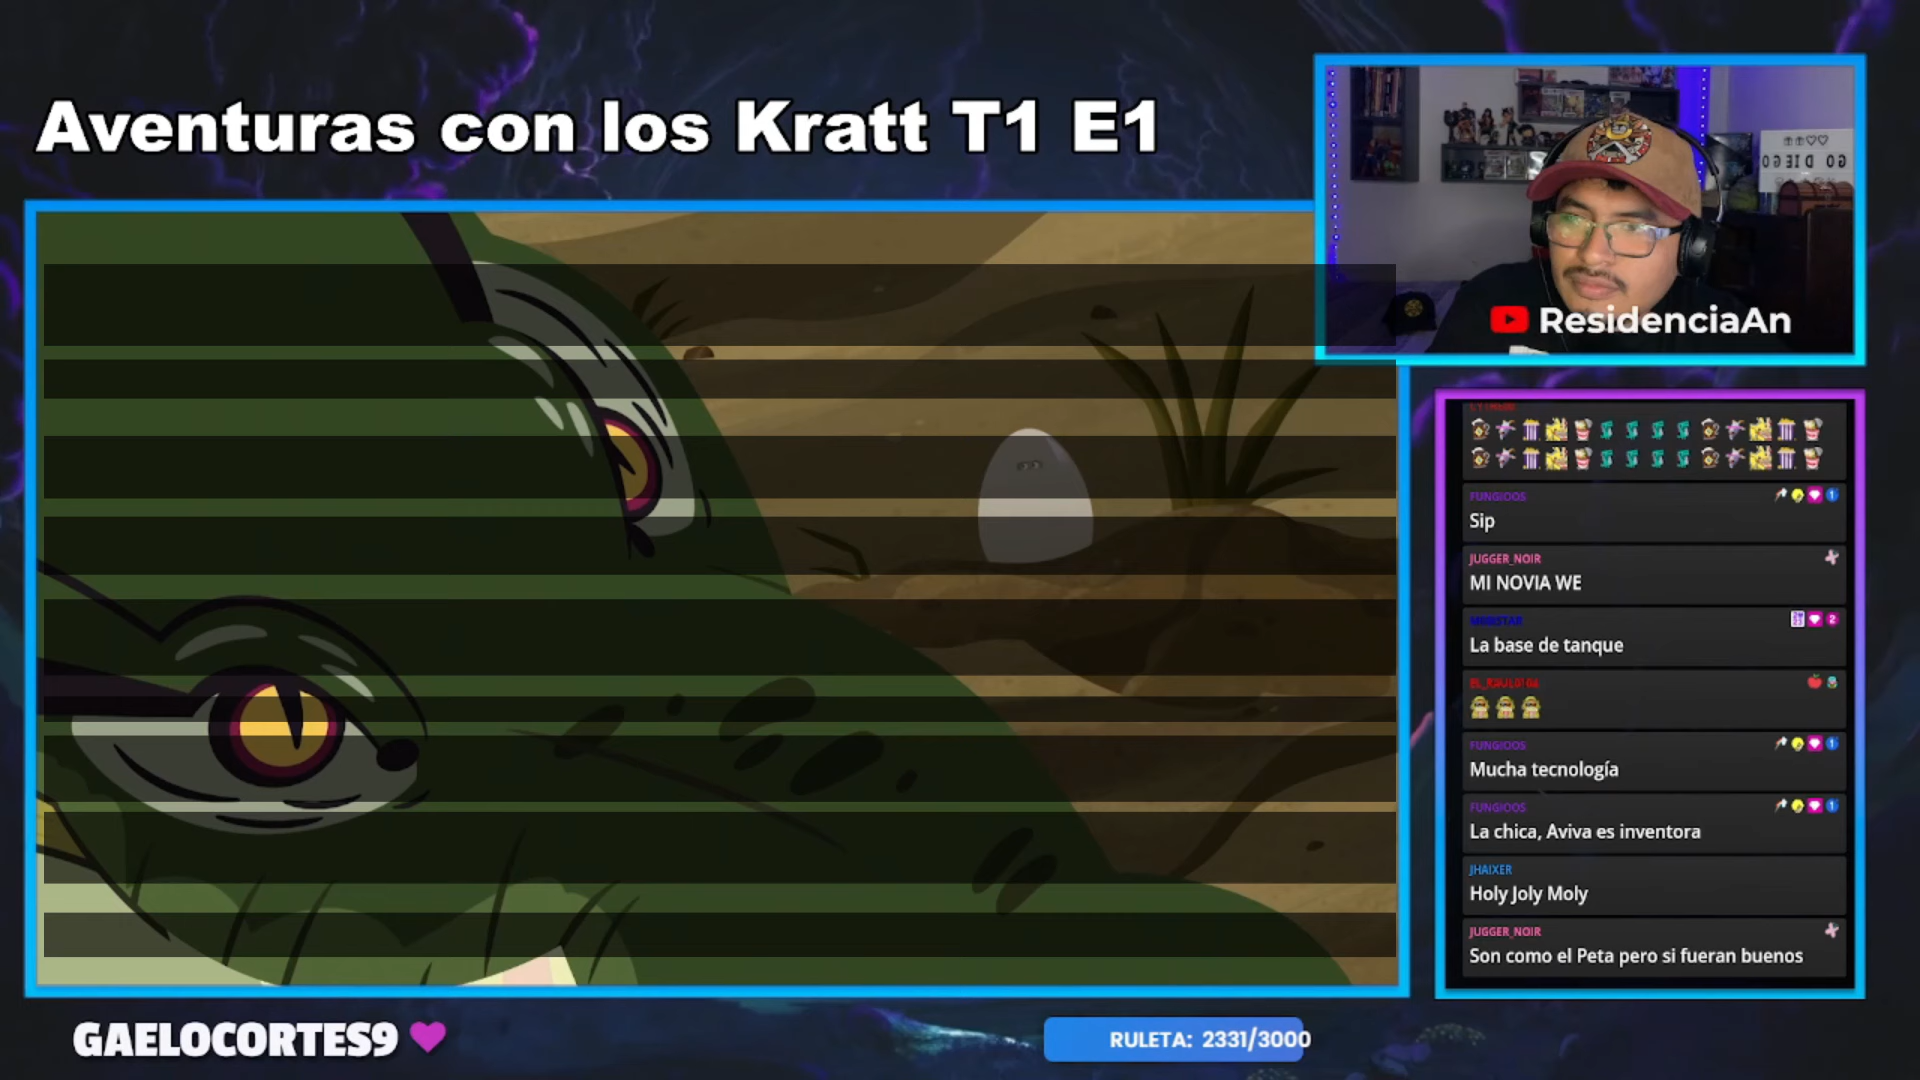 Aventuras con los Kratt T1 E1
GO DIEGO
ResidenciaAn
FUNGIOOS
Sip
JUGGER_NOIR
MI NOVIA WE
La base de tanque
FUNGIOOS
Mucha tecnología
FUNGIOOS
La chica, Aviva es inventora
JHAIXER
Holy Joly Moly
JUGGER_NOIR
Son como el Peta pero si fueran buenos
GAELOCORTES9
RULETA: 2331/3000